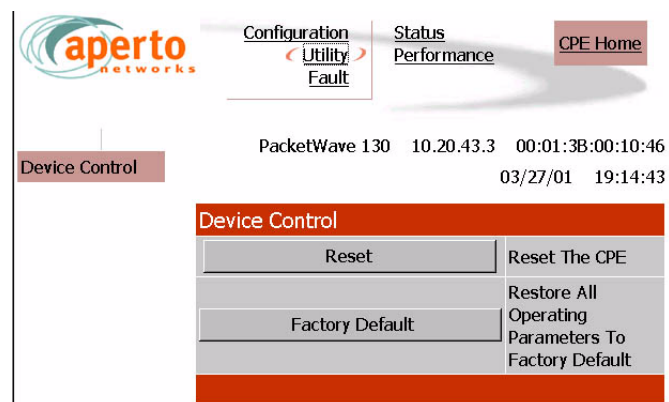 aperto
networks
Configuration
Utility
Fault
Status
Performance
CPE Home
PacketWave 130 10.20.43.3 00:01:3B:00:10:46
03/27/01 19:14:43
Device Control
Device Control
Reset
Reset The CPE
Factory Default
Restore All
Operating
Parameters To
Factory Default